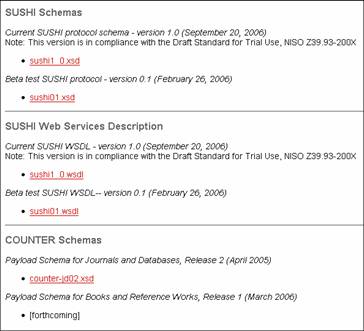 SUSHI Schemas
Current SUSHI protocol schema - version 1.0 (September 20, 2006)
Note: This version is in compliance with the Draft Standard for Trial Use, NISO Z39.93-200X
sushi1_0.xsd
Beta test SUSHI protocol - version 0.1 (February 26, 2006)
sushi01.xsd
SUSHI Web Services Description
Current SUSHI WSDL - version 1.0 (September 20, 2006)
Note: This version is in compliance with the Draft Standard for Trial Use, NISO Z39.93-200X
sushi1_0.wsdl
Beta test SUSHI WSDL-- version 0.1 (February 26, 2006)
sushi01.wsdl
COUNTER Schemas
Payload Schema for Journals and Databases, Release 2 (April 2005)
counter-jd02.xsd
Payload Schema for Books and Reference Works, Release 1 (March 2006)
[forthcoming]